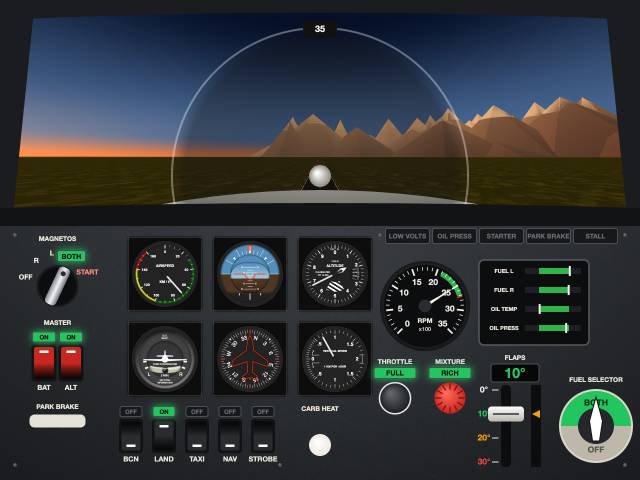 35
MAGNETOS
L
BOTH
R
START
OFF
MASTER
ON
ON
BAT
ALT
PARK BRAKE
AIRSPEED
ALTITUDE
LOW VOLTS
OIL PRESS
STARTER
PARK BRAKE
STALL
0
5
10
15
20
25
30
35
RPM
x100
FUEL L
FUEL R
OIL TEMP
OIL PRESS
THROTTLE
FULL
MIXTURE
RICH
FLAPS
10°
0°
10°
20°
30°
FUEL SELECTOR
BOTH
OFF
OFF
ON
OFF
OFF
OFF
BCN
LAND
TAXI
NAV
STROBE
CARB HEAT